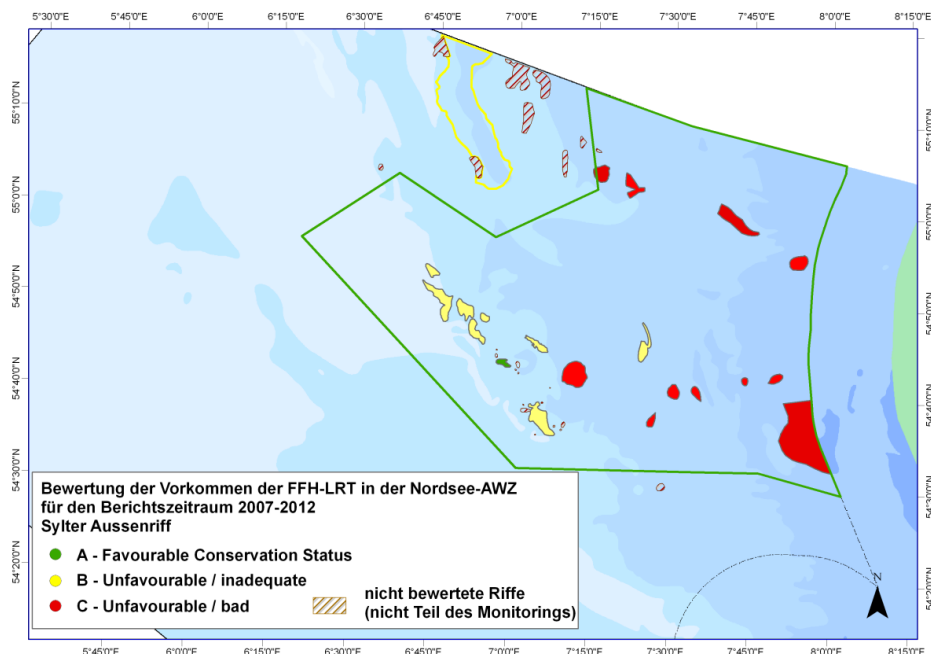 5°30'0"E 5°45'0"E 6°0'0"E 6°15'0"E 6°30'0"E 6°45'0"E 7°0'0"E 7°15'0"E 7°30'0"E 7°45'0"E 8°0'0"E 8°15'0"E
55°10'0"N
55°10'0"N
55°0'0"N
55°0'0"N
54°50'0"N
54°50'0"N
54°40'0"N
54°40'0"N
54°30'0"N
54°30'0"N
54°20'0"N
54°20'0"N
Bewertung der Vorkommen der FFH-LRT in der Nordsee-AWZ
für den Berichtszeitraum 2007-2012
Sylter Aussenriff
A - Favourable Conservation Status
B - Unfavourable / inadequate
C - Unfavourable / bad
nicht bewertete Riffe
(nicht Teil des Monitorings)
N
5°45'0"E 6°0'0"E 6°15'0"E 6°30'0"E 6°45'0"E 7°0'0"E 7°15'0"E 7°30'0"E 7°45'0"E 8°0'0"E 8°15'0"E